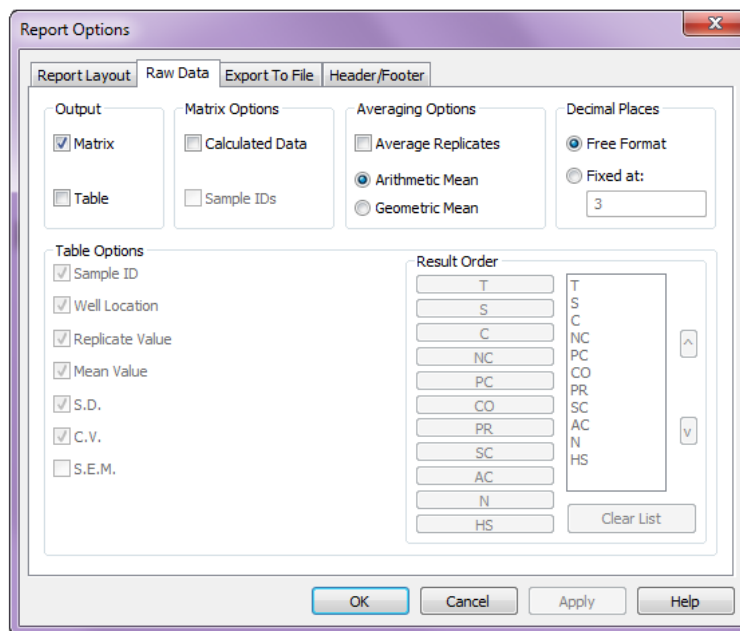 Report Options
Report Layout Raw Data Export To File Header/Footer
Output Matrix Options Averaging Options Decimal Places
Matrix Calculated Data Average Replicates Free Format
Arithmetic Mean Fixed at:
Table Sample IDs Geometric Mean 3
Table Options
Sample ID
Well Location
Replicate Value
Mean Value
S.D.
C.V.
S.E.M.
Result Order
T
S
C
NC
PC
CO
PR
SC
AC
N
HS
T
S
C
NC
PC
CO
PR
SC
AC
N
HS
^
v
Clear List
OK Cancel Apply Help